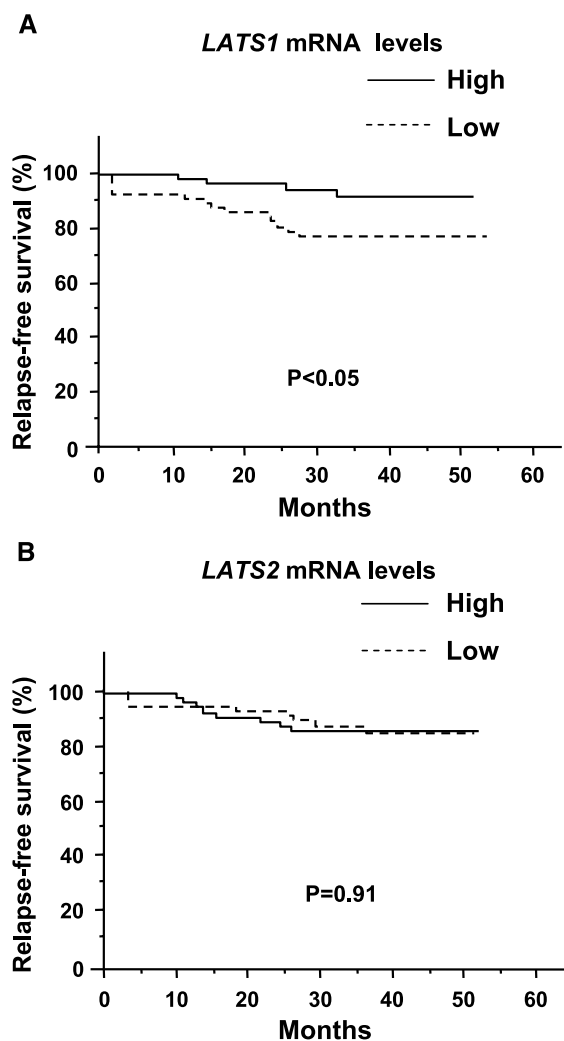 A
LATS1 mRNA levels
High
Low
Relapse-free survival (%)
100
80
60
40
20
0
P<0.05
0 10 20 30 40 50 60
Months
B
LATS2 mRNA levels
High
Low
Relapse-free survival (%)
100
80
60
40
20
0
P=0.91
0 10 20 30 40 50 60
Months